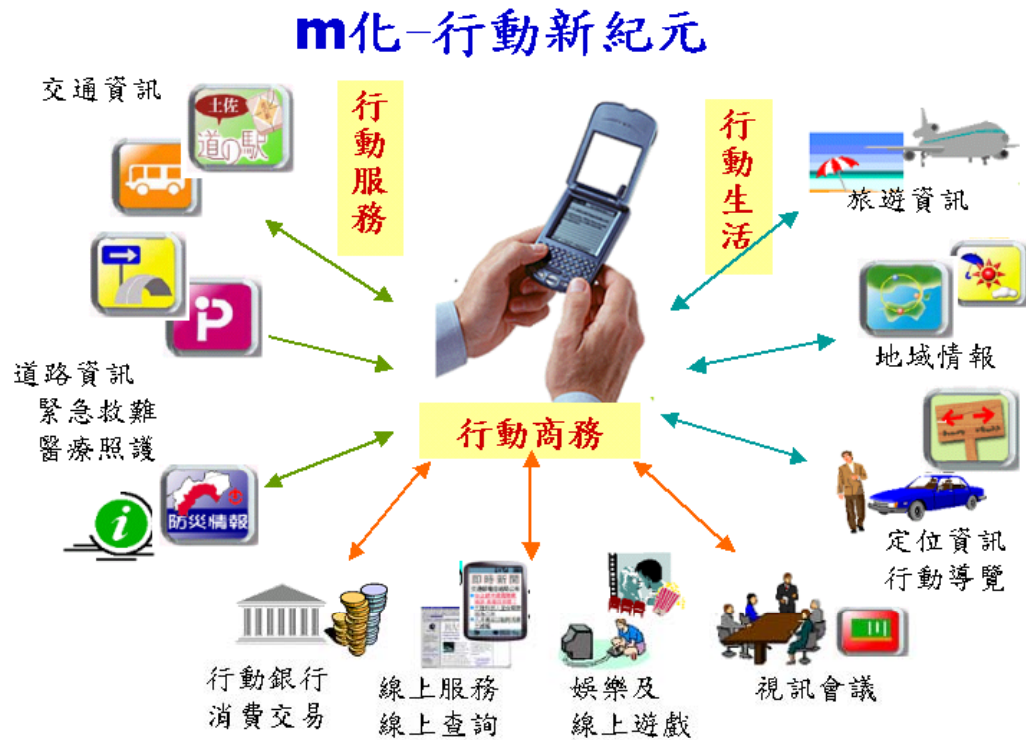 m化-行動新紀元
交通資訊
土佐
道の駅
行動服務
行動生活
旅遊資訊
P
地域情報
道路資訊
緊急救難
醫療照護
行動商務
i
防災情報
定位資訊
行動導覽
即時新聞
行動銀行
消費交易
線上服務
線上查詢
娛樂及
線上遊戲
視訊會議